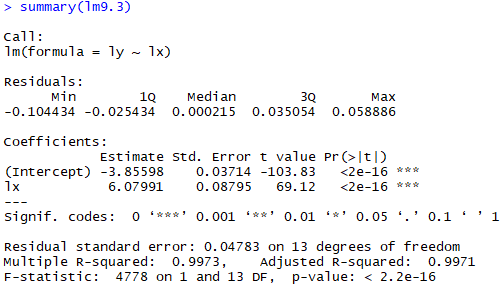 > summary(lm9.3)
Call:
lm(formula = ly ~ lx)
Residuals:
      Min        1Q    Median        3Q       Max
-0.104434 -0.025434  0.000215  0.035054  0.058886
Coefficients:
            Estimate Std. Error t value Pr(>|t|)
(Intercept) -3.85598    0.03714 -103.83   <2e-16 ***
lx           6.07991    0.08795   69.12   <2e-16 ***
---
Signif. codes:  0 ‘***’ 0.001 ‘**’ 0.01 ‘*’ 0.05 ‘.’ 0.1 ‘ ’ 1
Residual standard error: 0.04783 on 13 degrees of freedom
Multiple R-squared:  0.9973,    Adjusted R-squared:  0.9971
F-statistic:  4778 on 1 and 13 DF,  p-value: < 2.2e-16